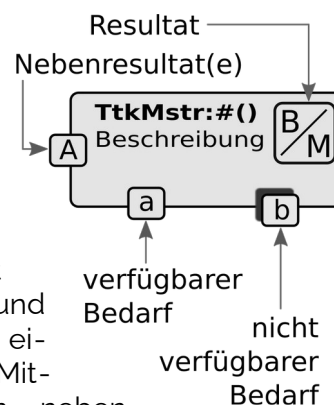 Resultat
Nebenresultat(e)
TtkMstr:#()
Beschreibung
B/M
A
a
b
verfügbarer
Bedarf
nicht
verfügbarer
Bedarf
und
ei-
Mit-
neben